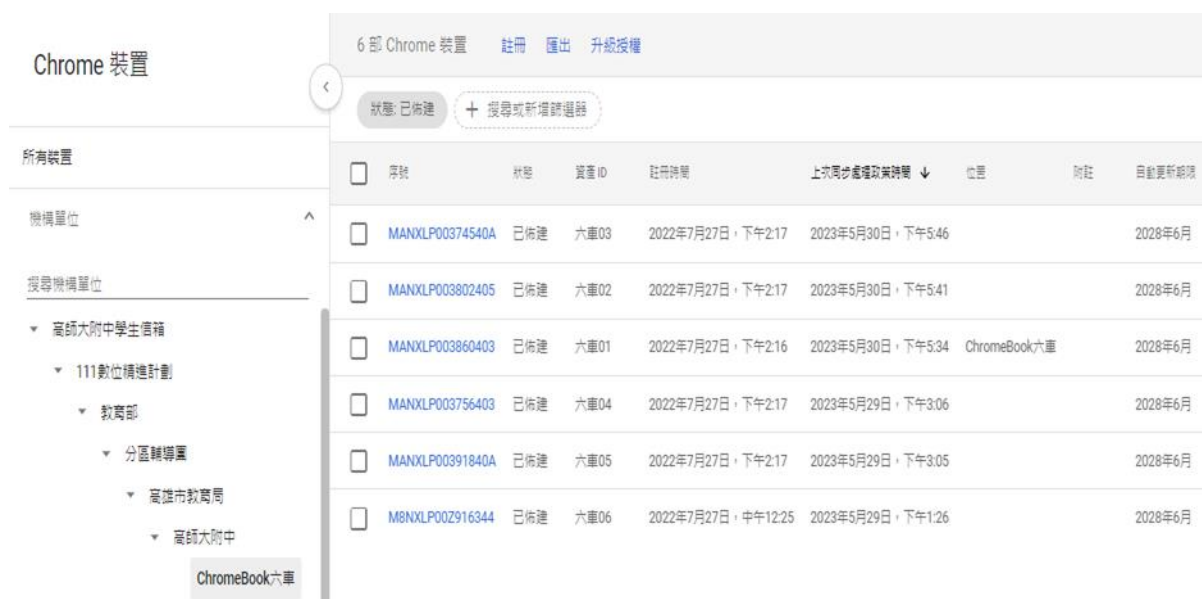 Chrome 裝置
所有裝置
機構單位
搜尋機構單位
高師大附中學生信箱
111數位精進計劃
教育部
分區輔導團
高雄市教育局
高師大附中
ChromeBook六車
6 部 Chrome 裝置 註冊 匯出 升級授權
狀態: 已佈建 + 搜尋或新增篩選器
序號 狀態 資產 ID 註冊時間 上次同步處理政策時間 ↓ 位置 附註 自動更新期限
MANXLP00374540A 已佈建 六車03 2022年7月27日,下午2:17 2023年5月30日,下午5:46 2028年6月
MANXLP003802405 已佈建 六車02 2022年7月27日,下午2:17 2023年5月30日,下午5:41 2028年6月
MANXLP003860403 已佈建 六車01 2022年7月27日,下午2:16 2023年5月30日,下午5:34 ChromeBook六車 2028年6月
MANXLP003756403 已佈建 六車04 2022年7月27日,下午2:17 2023年5月29日,下午3:06 2028年6月
MANXLP00391840A 已佈建 六車05 2022年7月27日,下午2:17 2023年5月29日,下午3:05 2028年6月
M8NXLP00Z916344 已佈建 六車06 2022年7月27日,中午12:25 2023年5月29日,下午1:26 2028年6月